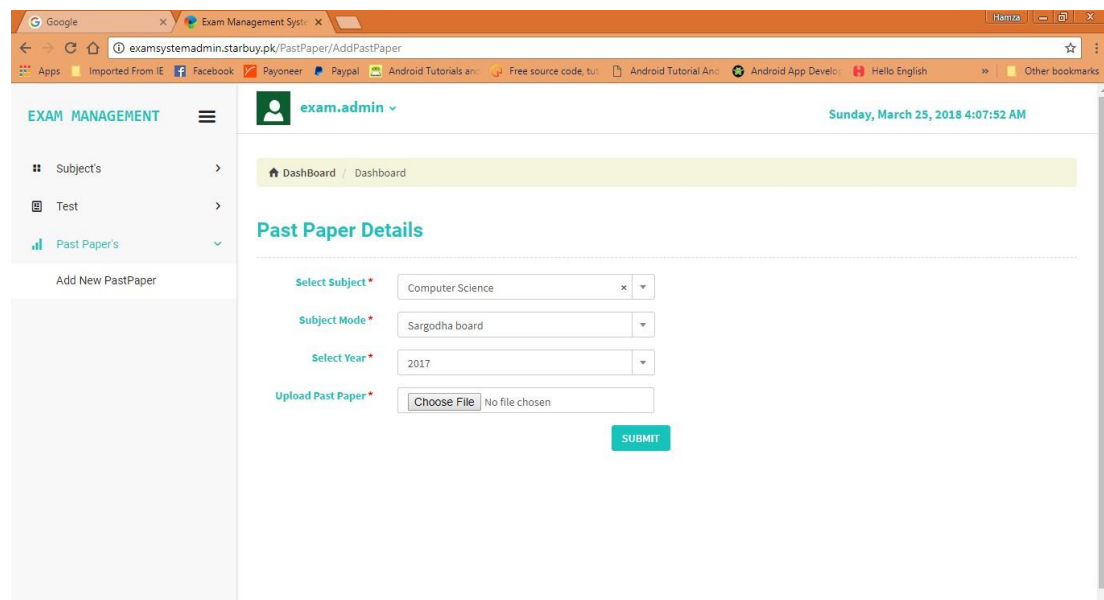 Google
Exam Management Syste
Hamza
examsystemadmin.starbuy.pk/PastPaper/AddPastPaper
Apps Imported From IE Facebook Payoneer Paypal Android Tutorials and Free source code, tut Android Tutorial And Android App Develop Hello English » Other bookmarks
EXAM MANAGEMENT
exam.admin
Sunday, March 25, 2018 4:07:52 AM
Subject's
Test
Past Paper's
Add New PastPaper
DashBoard / Dashboard
Past Paper Details
Select Subject* Computer Science
Subject Mode* Sargodha board
Select Year* 2017
Upload Past Paper* Choose File No file chosen
SUBMIT